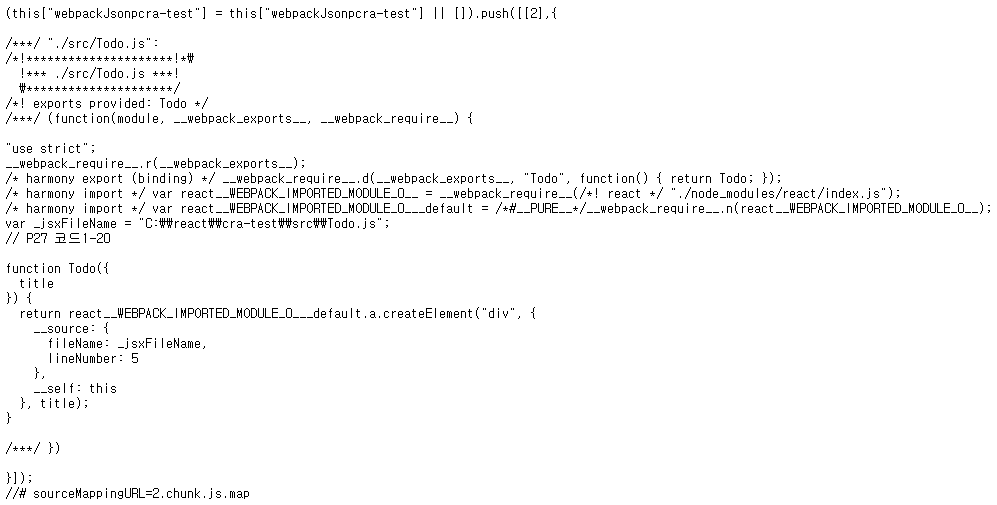 (this["webpackJsonpcra-test"] = this["webpackJsonpcra-test"] || []).push([[2],{
/***/ "./src/Todo.js":
/*!*********************!*₩
  !*** ./src/Todo.js ***!
  ₩*********************/
/*! exports provided: Todo */
/***/ (function(module, __webpack_exports__, __webpack_require__) {
"use strict";
__webpack_require__.r(__webpack_exports__);
/* harmony export (binding) */ __webpack_require__.d(__webpack_exports__, "Todo", function() { return Todo; });
/* harmony import */ var react__WEBPACK_IMPORTED_MODULE_0__ = __webpack_require__(/*! react */ "./node_modules/react/index.js");
/* harmony import */ var react__WEBPACK_IMPORTED_MODULE_0___default = /*#__PURE__*/__webpack_require__.n(react__WEBPACK_IMPORTED_MODULE_0__);
var _jsxFileName = "C:₩₩react₩₩cra-test₩₩src₩₩Todo.js";
// P27 코드1-20
function Todo({
  title
}) {
  return react__WEBPACK_IMPORTED_MODULE_0___default.a.createElement("div", {
    __source: {
      fileName: _jsxFileName,
      lineNumber: 5
    },
    __self: this
  }, title);
}
/***/ })
}]);
//# sourceMappingURL=2.chunk.js.map